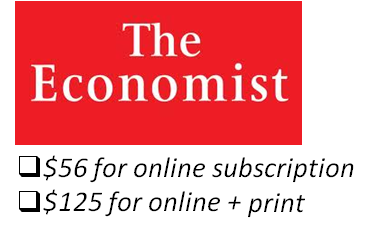 The
Economist
❑$56 for online subscription
❑$125 for online + print